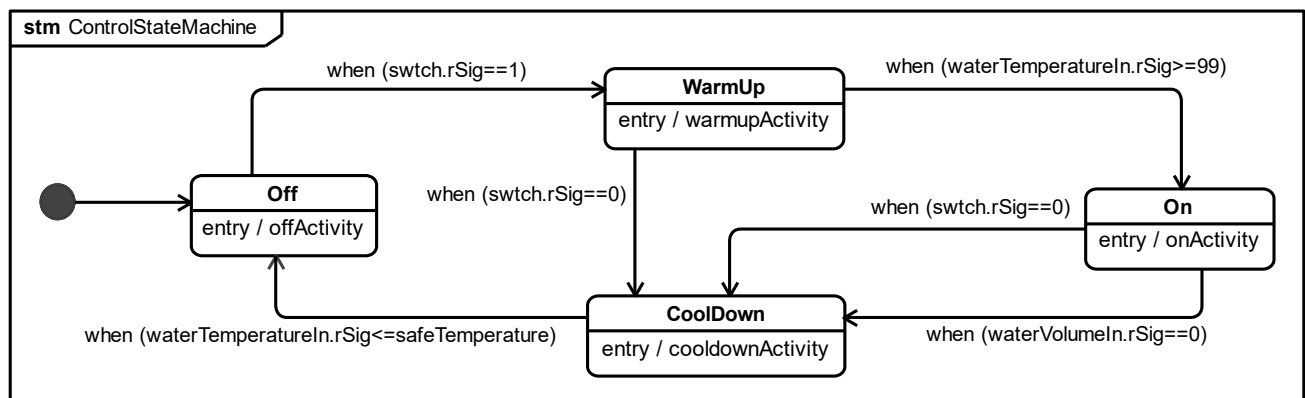 stm ControlStateMachine
when (swtch.rSig==1)
WarmUp
entry / warmupActivity
when (waterTemperatureIn.rSig>=99)
Off
entry / offActivity
when (swtch.rSig==0)
when (swtch.rSig==0)
On
entry / onActivity
CoolDown
entry / cooldownActivity
when (waterTemperatureIn.rSig<=safeTemperature)
when (waterVolumeIn.rSig==0)